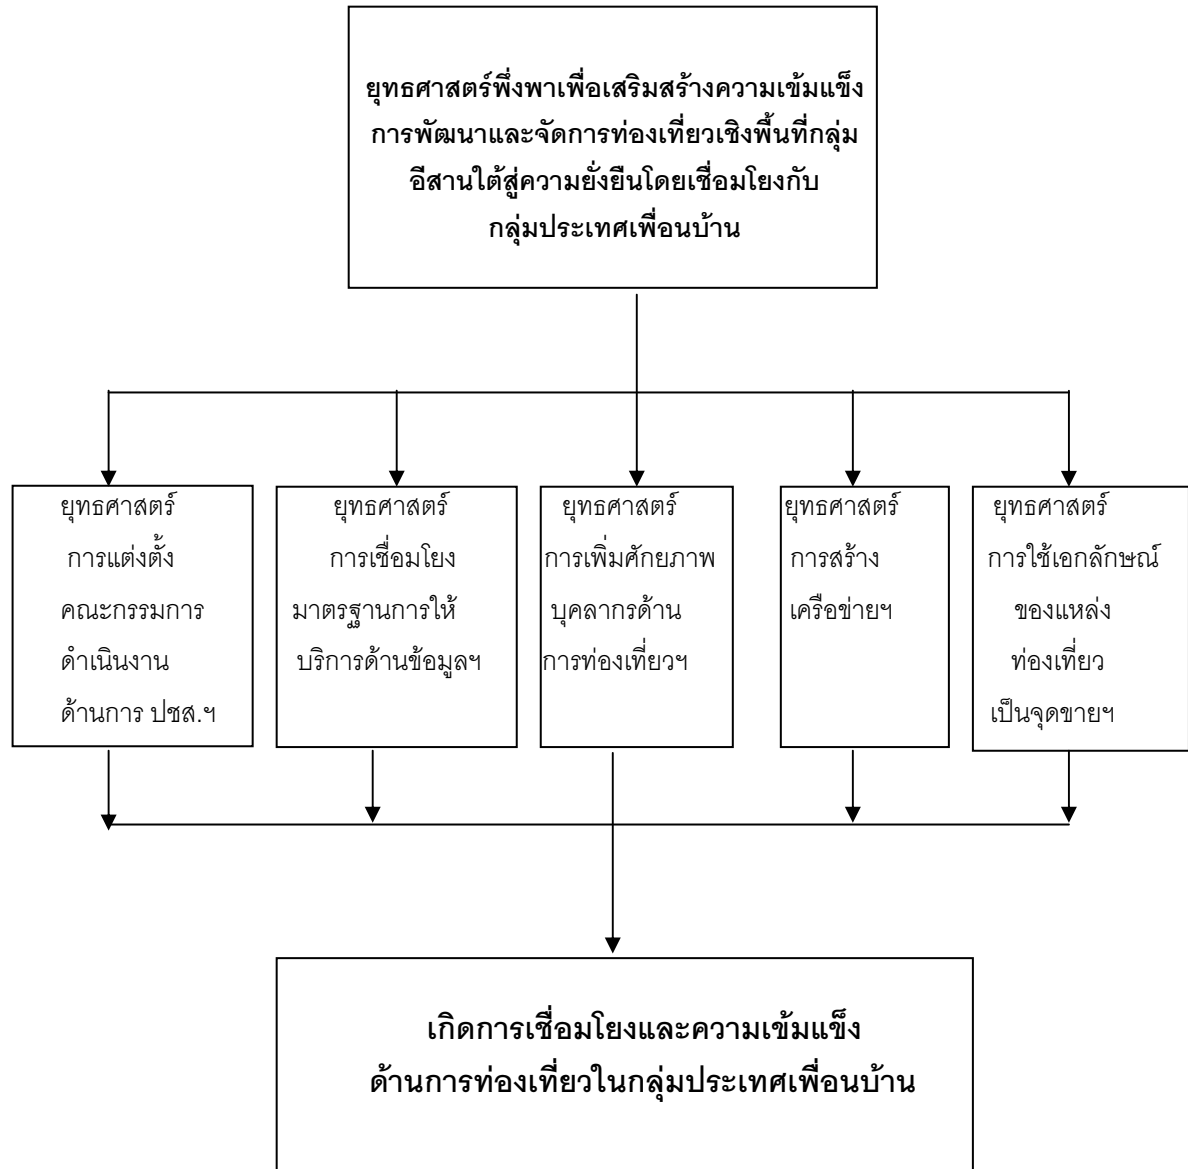 ยุทธศาสตร์พึ่งพาเพื่อเสริมสร้างความเข้มแข็ง
การพัฒนาและจัดการท่องเที่ยวเชิงพื้นที่กลุ่ม
อีสานใต้สู่ความยั่งยืนโดยเชื่อมโยงกับ
กลุ่มประเทศเพื่อนบ้าน
ยุทธศาสตร์
การแต่งตั้ง
คณะกรรมการ
ดำเนินงาน
ด้านการ ปชส.ฯ
ยุทธศาสตร์
การเชื่อมโยง
มาตรฐานการให้
บริการด้านข้อมูลฯ
ยุทธศาสตร์
การเพิ่มศักยภาพ
บุคลากรด้าน
การท่องเที่ยวฯ
ยุทธศาสตร์
การสร้าง
เครือข่ายฯ
ยุทธศาสตร์
การใช้เอกลักษณ์
ของแหล่ง
ท่องเที่ยว
เป็นจุดขายฯ
เกิดการเชื่อมโยงและความเข้มแข็ง
ด้านการท่องเที่ยวในกลุ่มประเทศเพื่อนบ้าน